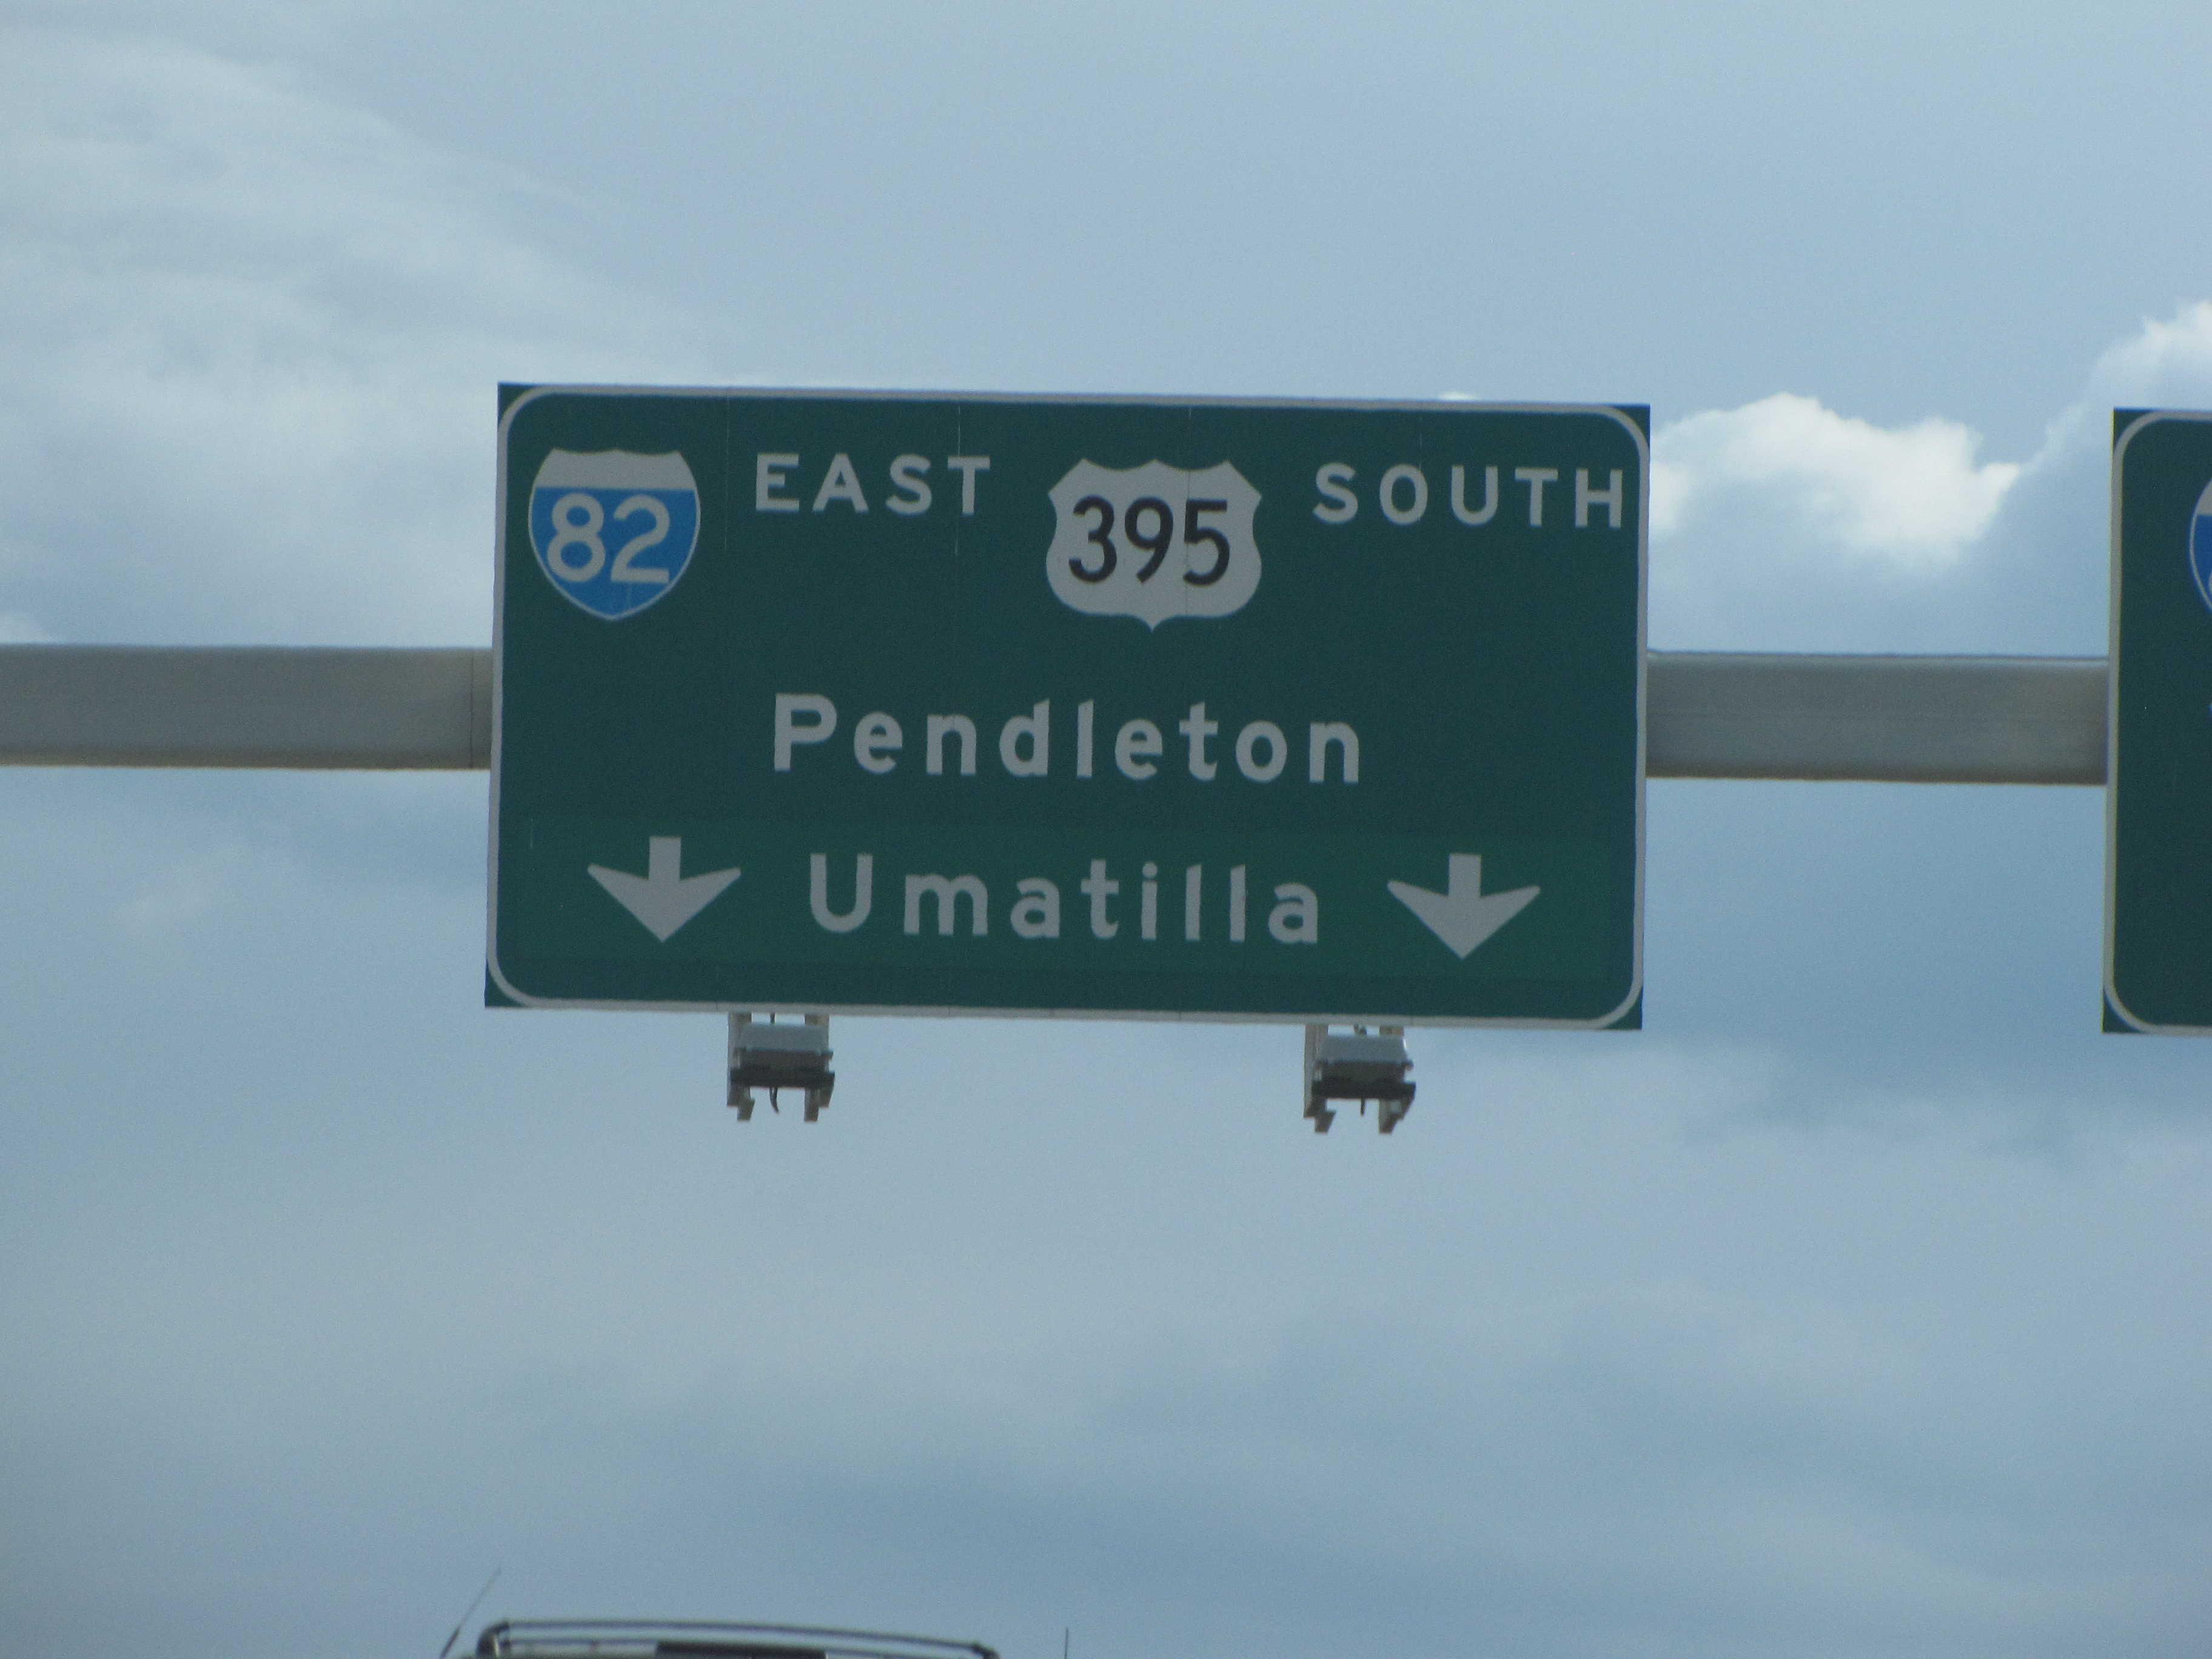 82 EAST 395 SOUTH
Pendleton
Umatilla